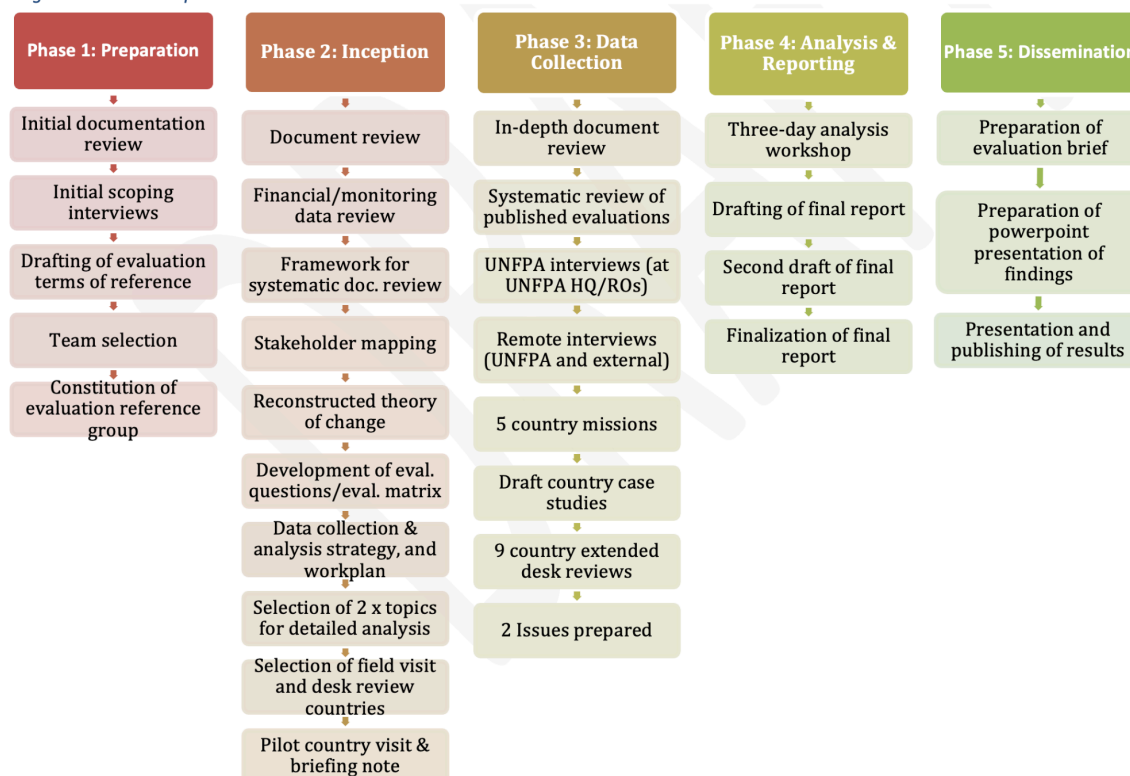 Phase 1: Preparation
Initial documentation
review
Initial scoping
interviews
Drafting of evaluation
terms of reference
Team selection
Constitution of
evaluation reference
group
Phase 2: Inception
Document review
Financial/monitoring
data review
Framework for
systematic doc. review
Stakeholder mapping
Reconstructed theory
of change
Development of eval.
questions/eval. matrix
Data collection &
analysis strategy, and
workplan
Selection of 2 x topics
for detailed analysis
Selection of field visit
and desk review
countries
Pilot country visit &
briefing note
Phase 3: Data
Collection
In-depth document
review
Systematic review of
published evaluations
UNFPA interviews (at
UNFPA HQ/ROs)
Remote interviews
(UNFPA and external)
5 country missions
Draft country case
studies
9 country extended
desk reviews
2 Issues prepared
Phase 4: Analysis &
Reporting
Three-day analysis
workshop
Drafting of final report
Second draft of final
report
Finalization of final
report
Phase 5: Dissemination
Preparation of
evaluation brief
Preparation of
powerpoint
presentation of
findings
Presentation and
publishing of results